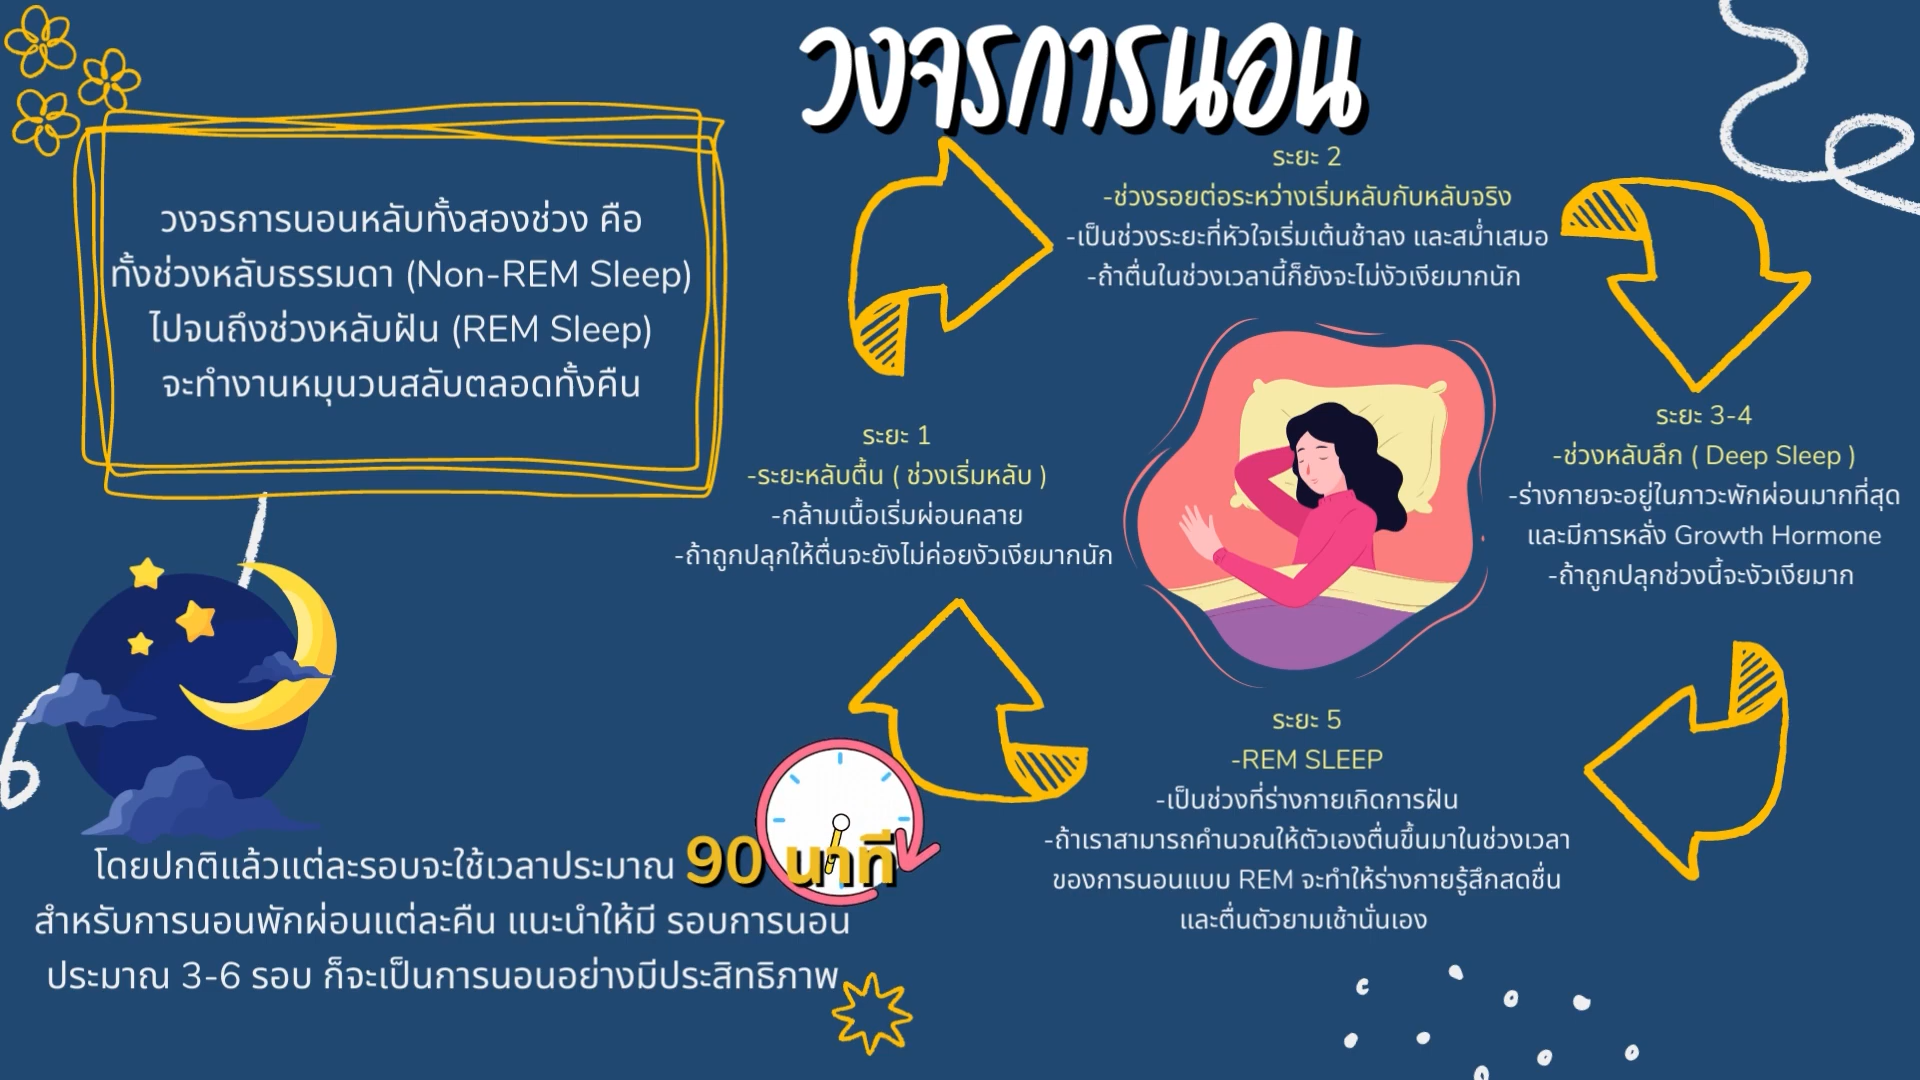 วงจรการนอน
วงจรการนอนหลับทั้งสองช่วง คือ
ทั้งช่วงหลับธรรมดา (Non-REM Sleep)
ไปจนถึงช่วงหลับฝัน (REM Sleep)
จะทำงานหมุนวนสลับตลอดทั้งคืน
ระยะ 1
-ระยะหลับตื้น ( ช่วงเริ่มหลับ )
-กล้ามเนื้อเริ่มผ่อนคลาย
-ถ้าถูกปลุกให้ตื่นจะยังไม่ค่อยงัวเงียมากนัก
ระยะ 2
-ช่วงรอยต่อระหว่างเริ่มหลับกับหลับจริง
-เป็นช่วงระยะที่หัวใจเริ่มเต้นช้าลง และสม่ำเสมอ
-ถ้าตื่นในช่วงเวลานี้ก็ยังจะไม่งัวเงียมากนัก
ระยะ 3-4
-ช่วงหลับลึก ( Deep Sleep )
-ร่างกายจะอยู่ในภาวะพักผ่อนมากที่สุด
และมีการหลั่ง Growth Hormone
-ถ้าถูกปลุกช่วงนี้จะงัวเงียมาก
ระยะ 5
-REM SLEEP
-เป็นช่วงที่ร่างกายเกิดการฝัน
-ถ้าเราสามารถคำนวณให้ตัวเองตื่นขึ้นมาในช่วงเวลา
ของการนอนแบบ REM จะทำให้ร่างกายรู้สึกสดชื่น
และตื่นตัวยามเช้านั่นเอง
โดยปกติแล้วแต่ละรอบจะใช้เวลาประมาณ 90 นาที
สำหรับการนอนพักผ่อนแต่ละคืน แนะนำให้มี รอบการนอน
ประมาณ 3-6 รอบ ก็จะเป็นการนอนอย่างมีประสิทธิภาพ